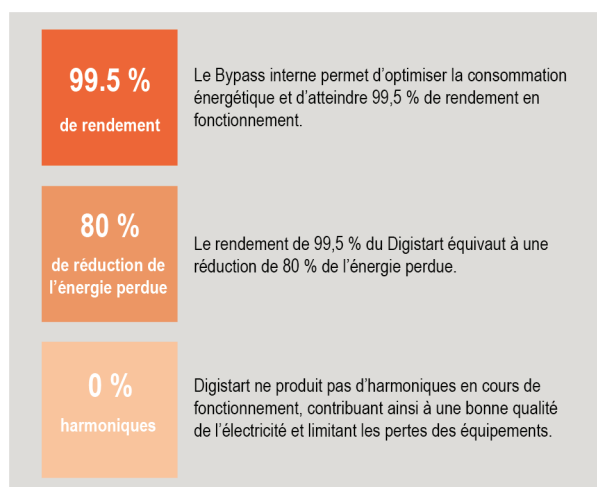 99.5 %
de rendement
Le Bypass interne permet d'optimiser la consommation
énergétique et d'atteindre 99,5 % de rendement en
fonctionnement.
80 %
de réduction de
l'énergie perdue
Le rendement de 99,5 % du Digistart équivaut à une
réduction de 80 % de l'énergie perdue.
0 %
harmoniques
Digistart ne produit pas d'harmoniques en cours de
fonctionnement, contribuant ainsi à une bonne qualité
de l'électricité et limitant les pertes des équipements.